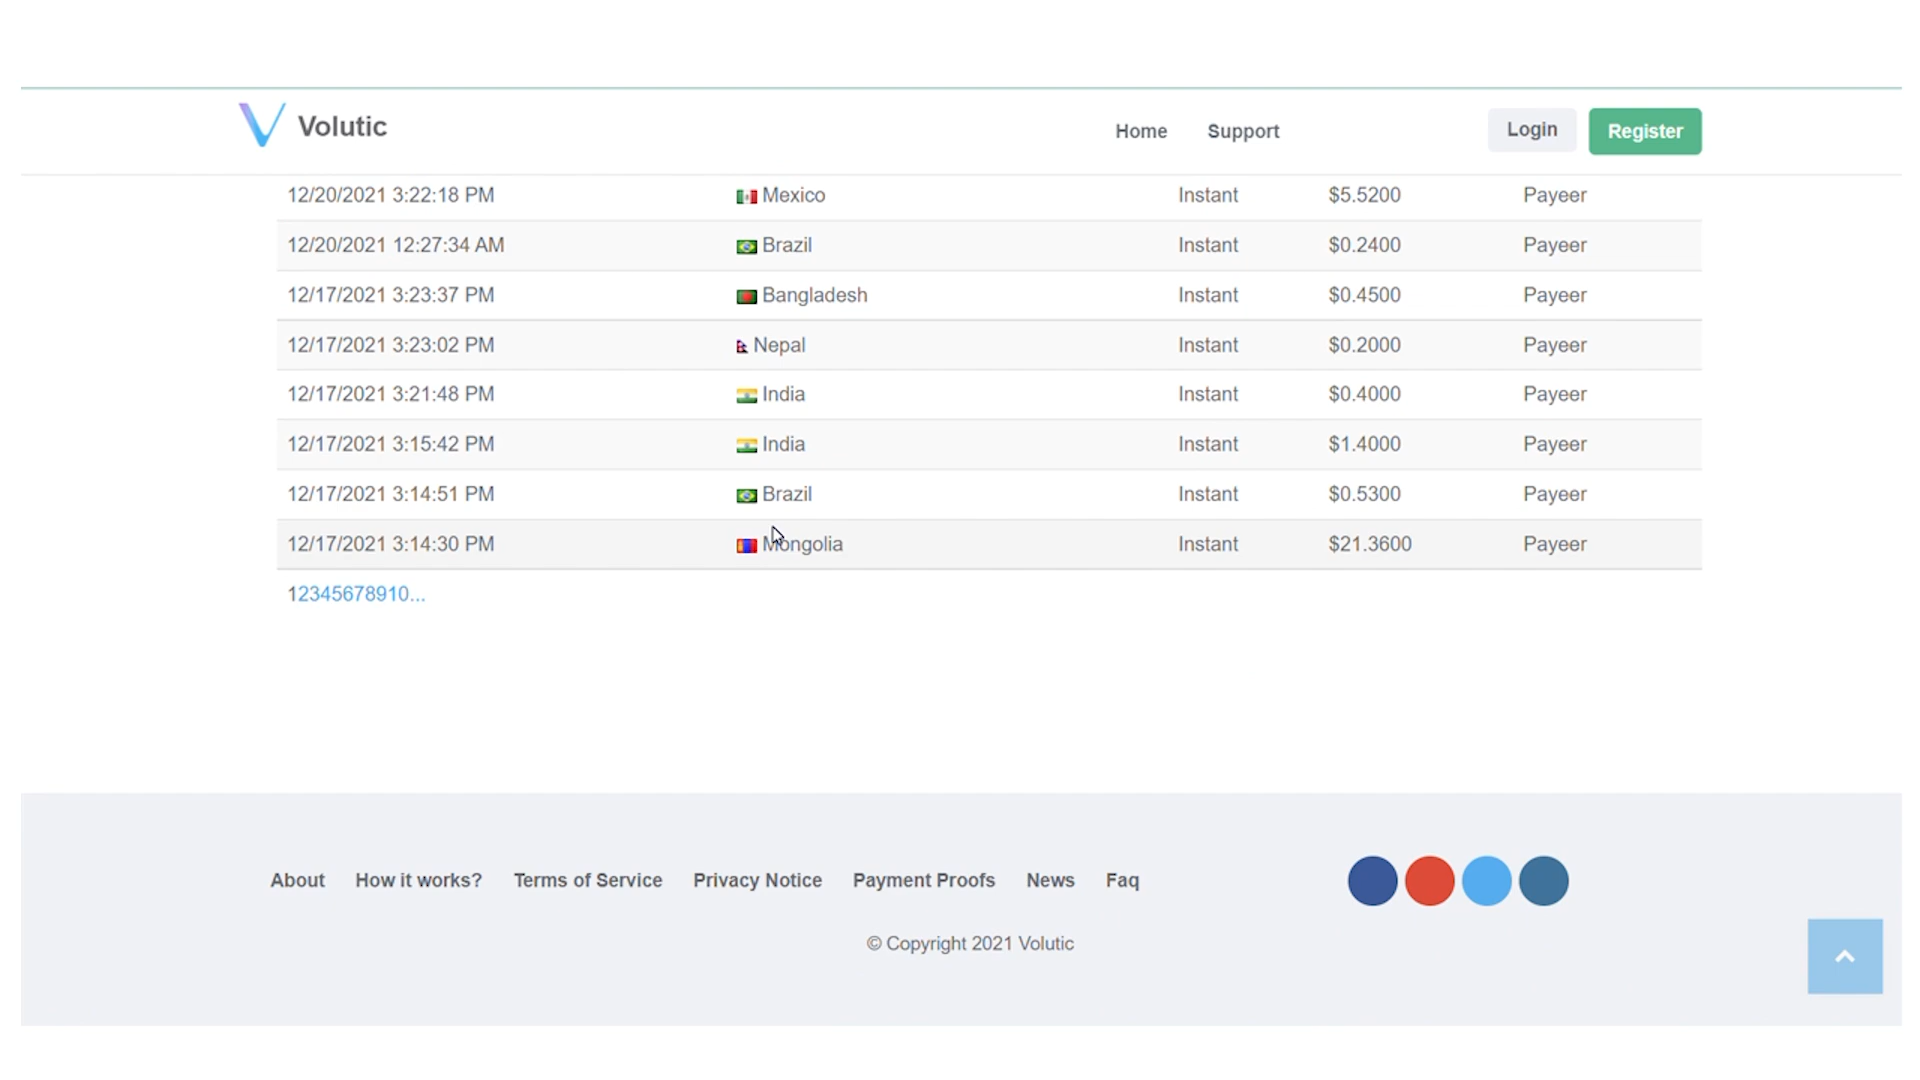 Volutic Home Support Login Register
12/20/2021 3:22:18 PM Mexico Instant $5.5200 Payeer
12/20/2021 12:27:34 AM Brazil Instant $0.2400 Payeer
12/17/2021 3:23:37 PM Bangladesh Instant $0.4500 Payeer
12/17/2021 3:23:02 PM Nepal Instant $0.2000 Payeer
12/17/2021 3:21:48 PM India Instant $0.4000 Payeer
12/17/2021 3:15:42 PM India Instant $1.4000 Payeer
12/17/2021 3:14:51 PM Brazil Instant $0.5300 Payeer
12/17/2021 3:14:30 PM Mongolia Instant $21.3600 Payeer
12345678910...
About How it works? Terms of Service Privacy Notice Payment Proofs News Faq
© Copyright 2021 Volutic